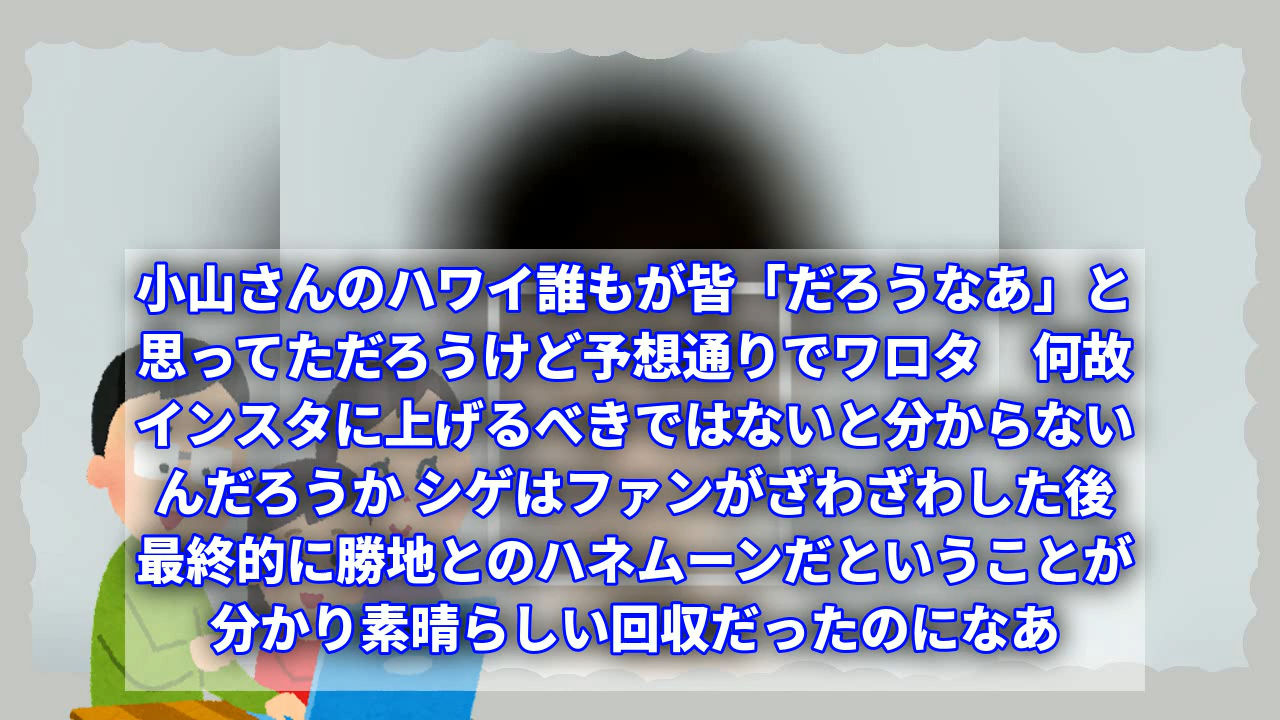 小山さんのハワイ誰もが皆「だろうなあ」と
思ってただろうけど予想通りでワロタ　何故
インスタに上げるべきではないと分からない
んだろうか シゲはファンがざわざわした後
最終的に勝地とのハネムーンだということが
分かり素晴らしい回収だったのになあ